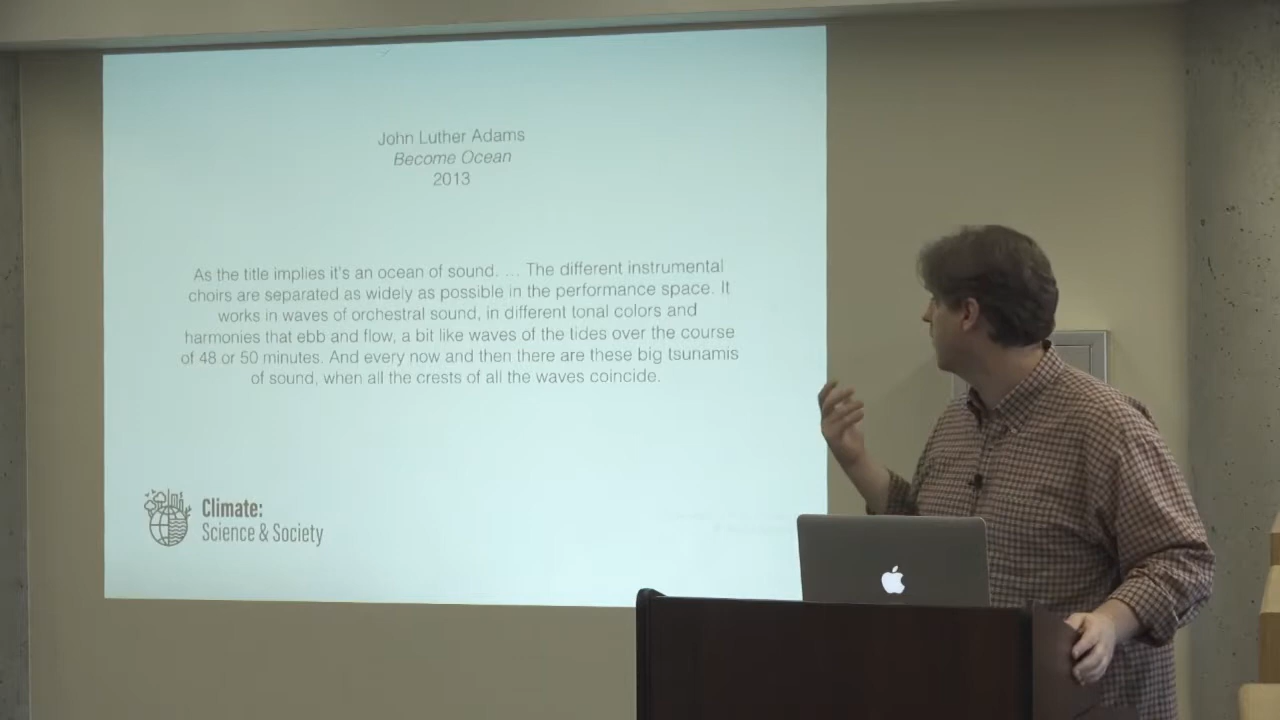 John Luther Adams
Become Ocean
2013
As the title implies it's an ocean of sound. ... The different instrumental
choirs are separated as widely as possible in the performance space. It
works in waves of orchestral sound, in different tonal colors and
harmonies that ebb and flow, a bit like waves of the tides over the course
of 48 or 50 minutes. And every now and then there are these big tsunamis
of sound, when all the crests of all the waves coincide.
Climate:
Science & Society